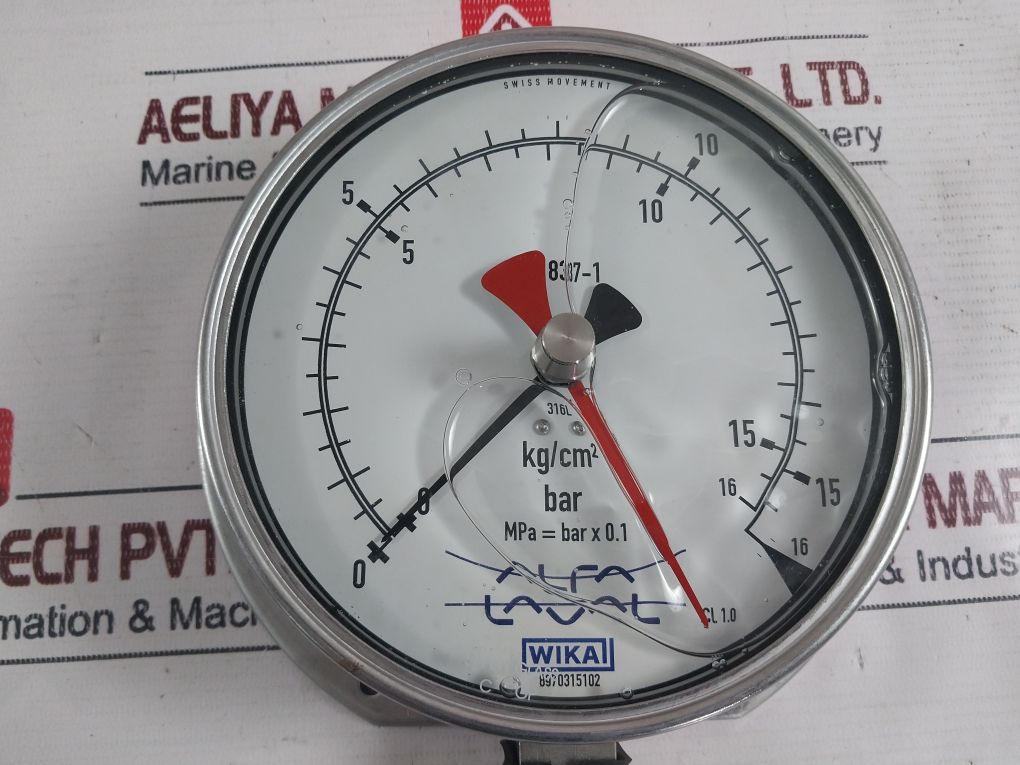 AELIYA M
LTD.
Marine
nery
SWISS MOVEMENT
5
10
5
10
8387-1
316L
15
kg/cm²
16
15
0
bar
0
MPa = bar x 0.1
16
ALFA
LAVAL
CL 1.0
WIKA
8970315102
ECH PVT
MAR
mation & Mac
& Indus